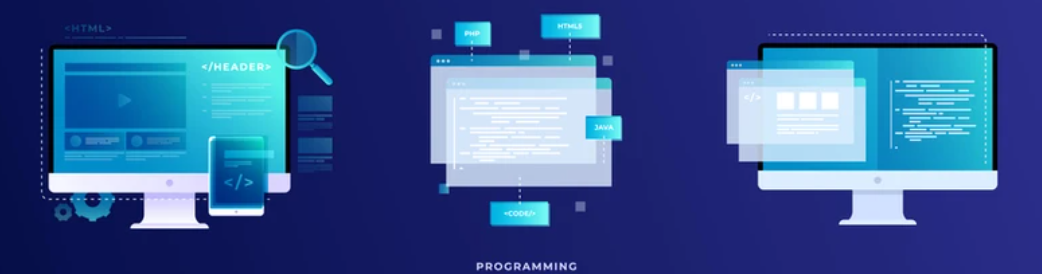 <HTML>
</HEADER>
</>
PHP
HTML5
JAVA
<CODE/>
</>
PROGRAMMING